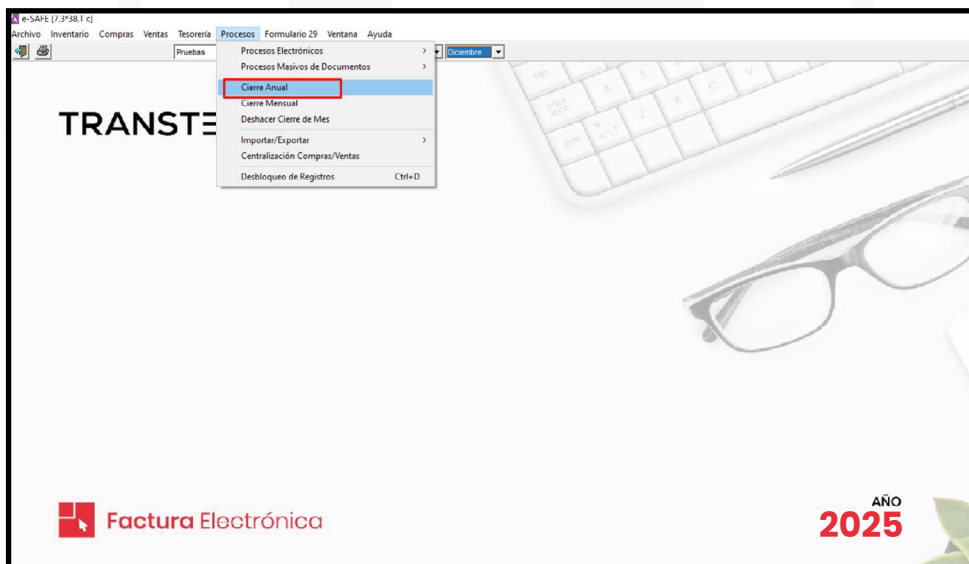 e-SAFE [7.3*38.1 c]
Archivo Inventario Compras Ventas Tesorería Procesos Formulario 29 Ventana Ayuda
Pruebas Diciembre
Procesos Electrónicos
Procesos Masivos de Documentos
Cierre Anual
Cierre Mensual
Deshacer Cierre de Mes
TRANSTE
Importar/Exportar
Centralización Compras/Ventas
Desbloqueo de Registros Ctrl+D
Factura Electrónica
AÑO
2025